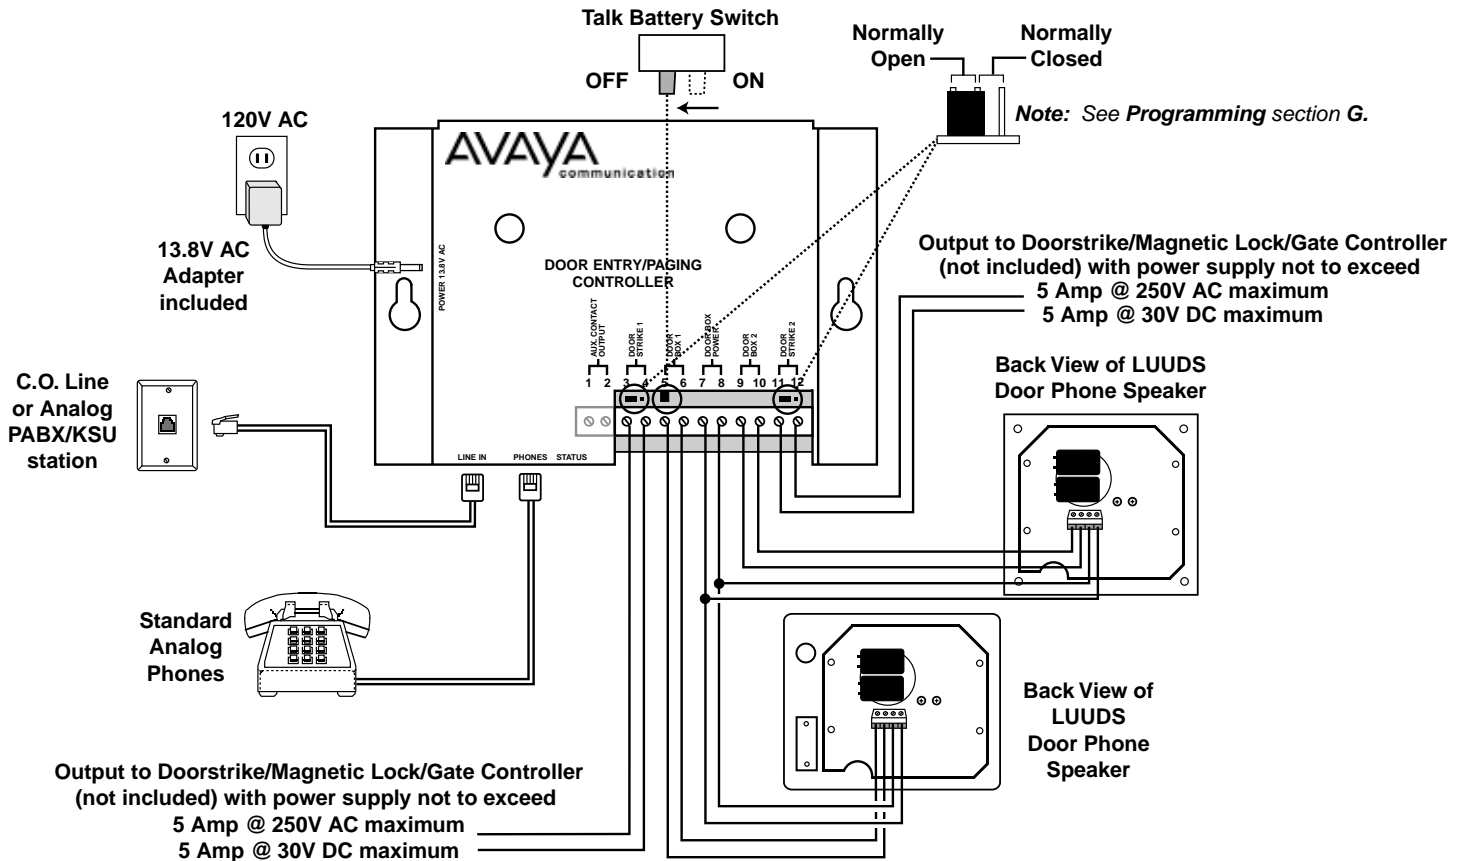 Talk Battery Switch
OFF
ON
Normally
Open
Normally
Closed
Note: See Programming section G.
120V AC
AVAYA
communication
13.8V AC
Adapter
included
POWER 13.8V AC
DOOR ENTRY/PAGING
CONTROLLER
Output to Doorstrike/Magnetic Lock/Gate Controller
(not included) with power supply not to exceed
5 Amp @ 250V AC maximum
5 Amp @ 30V DC maximum
AUX. CONTACT
OUTPUT
DOOR
STRIKE 1
DOOR
BOX 1
DOOR BOX
POWER
DOOR
BOX 2
DOOR
STRIKE 2
1 2 3 4 5 6 7 8 9 10 11 12
C.O. Line
or Analog
PABX/KSU
station
Back View of LUUDS
Door Phone Speaker
LINE IN
PHONES
STATUS
Standard
Analog
Phones
Back View of
LUUDS
Door Phone
Speaker
Output to Doorstrike/Magnetic Lock/Gate Controller
(not included) with power supply not to exceed
5 Amp @ 250V AC maximum
5 Amp @ 30V DC maximum